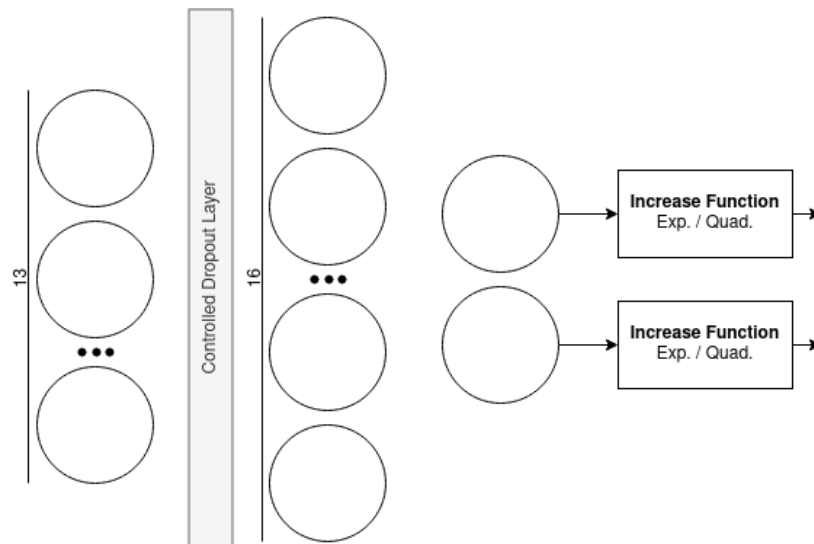 13
Controlled Dropout Layer
16
Increase Function
Exp. / Quad.
Increase Function
Exp. / Quad.